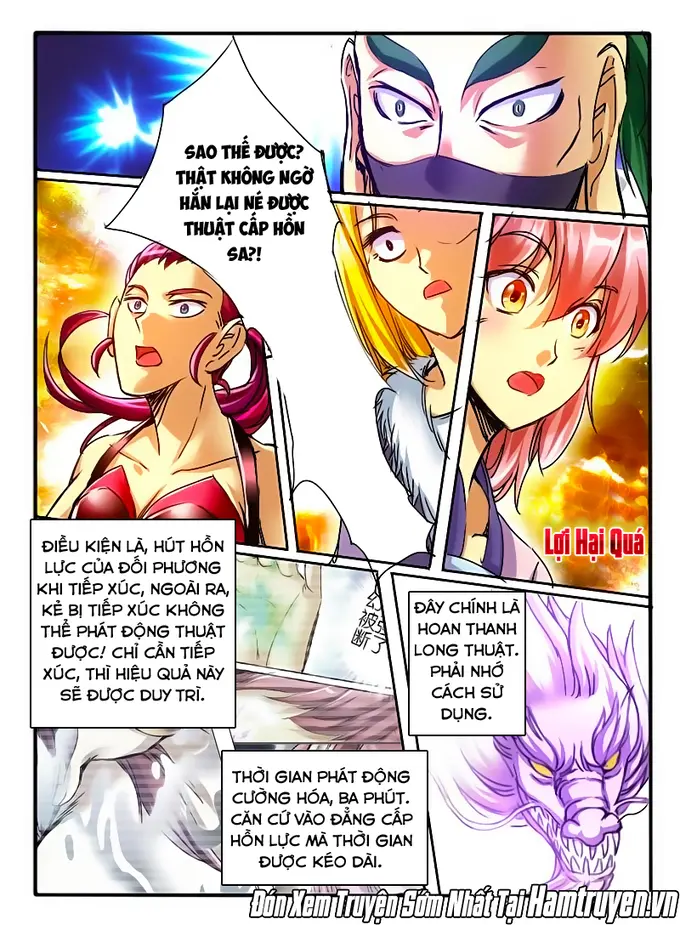 SAO THẾ ĐƯỢC?
THẬT KHÔNG NGỜ
HẮN LẠI NÉ ĐƯỢC
THUẬT CẤP HỒN
SA?!
Lợi Hại Quá
ĐIỀU KIỆN LÀ, HÚT HỒN
LỰC CỦA ĐỐI PHƯƠNG
KHI TIẾP XÚC, NGOÀI RA,
KẺ BỊ TIẾP XÚC KHÔNG
THỂ PHÁT ĐỘNG THUẬT
ĐƯỢC! CHỈ CẦN TIẾP
XÚC, THÌ HIỆU QUẢ NÀY
SẼ ĐƯỢC DUY TRÌ.
被
断了
ĐÂY CHÍNH LÀ
HOAN THANH
LONG THUẬT.
PHẢI NHỚ
CÁCH SỬ
DỤNG.
THỜI GIAN PHÁT ĐỘNG
CƯỜNG HÓA, BA PHÚT.
CĂN CỨ VÀO ĐẲNG CẤP
HỒN LỰC MÀ THỜI GIAN
ĐƯỢC KÉO DÀI.
Đón Xem Truyện Sớm Nhất Tại Hamtruyen.vn